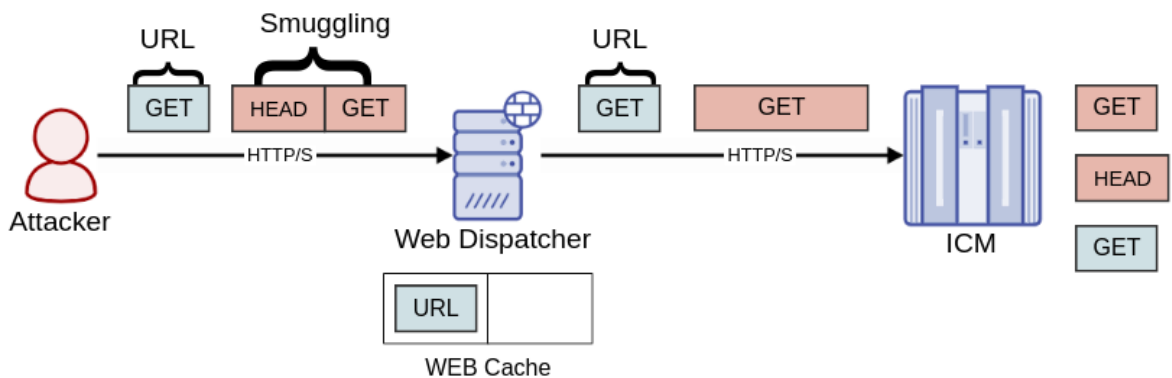 Smuggling
URL
URL
GET
HEAD
GET
GET
GET
GET
HTTP/S
HTTP/S
HEAD
Attacker
Web Dispatcher
ICM
GET
URL
WEB Cache